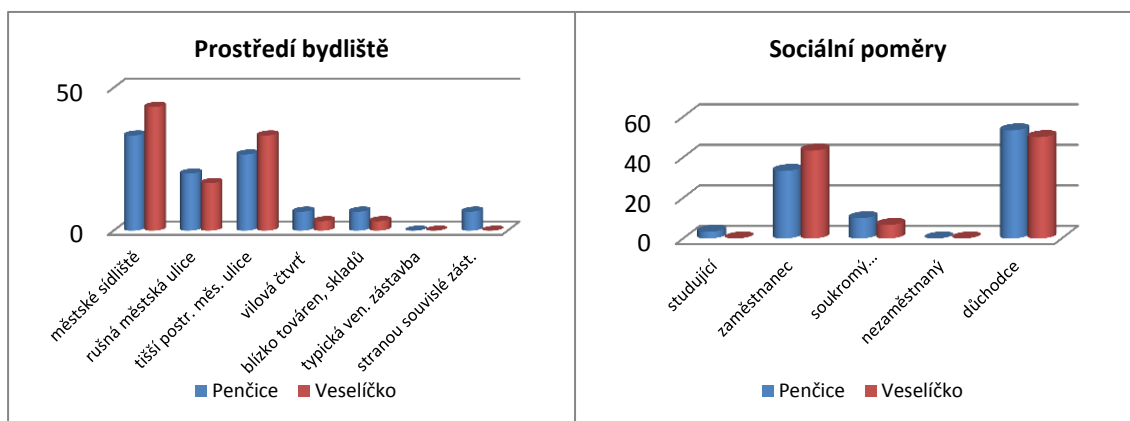 Prostředí bydliště
50
0
městské sídliště
rušná městská ulice
tišší postr. měs. ulice
vilová čtvrť
blízko továren, skladů
typická ven. zástavba
stranou souvislé zást.
Penčice Veselíčko
Sociální poměry
60
40
20
0
studující
zaměstnanec
soukromý...
nezaměstnaný
důchodce
Penčice Veselíčko